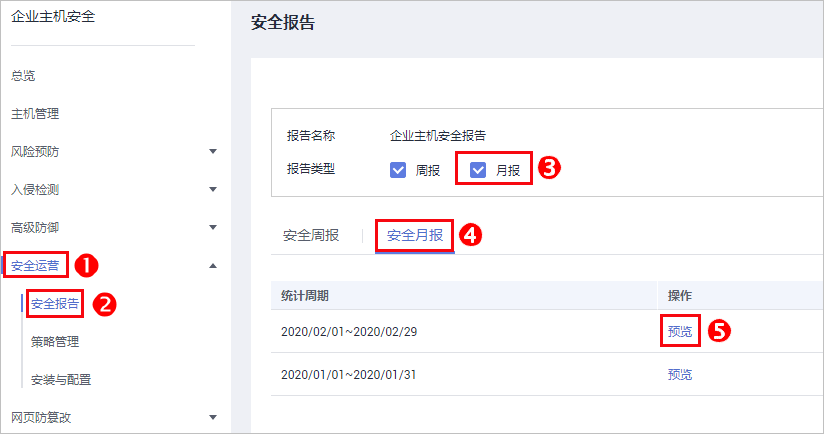 企业主机安全
总览
主机管理
风险预防
入侵检测
高级防御
安全运营 1
安全报告 2
策略管理
安装与配置
网页防篡改
安全报告
报告名称 企业主机安全报告
报告类型 周报 月报 3
安全周报 安全月报 4
统计周期 操作
2020/02/01~2020/02/29 预览 5
2020/01/01~2020/01/31 预览